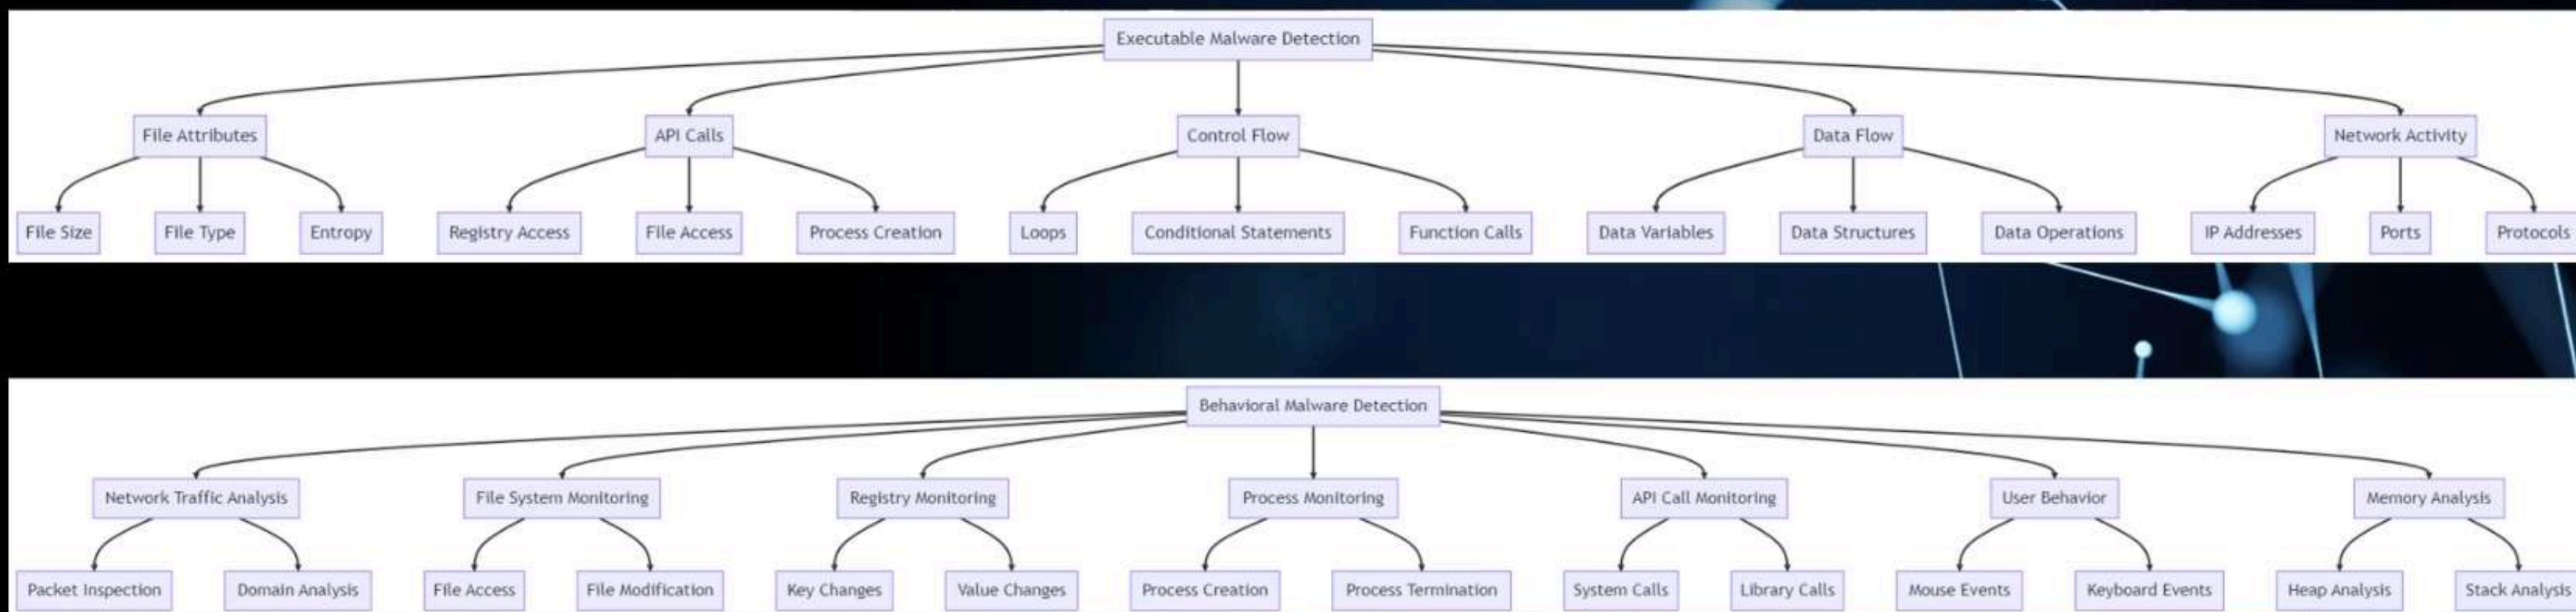 Executable Malware Detection
File Attributes
API Calls
Control Flow
Data Flow
Network Activity
File Size
File Type
Entropy
Registry Access
File Access
Process Creation
Loops
Conditional Statements
Function Calls
Data Variables
Data Structures
Data Operations
IP Addresses
Ports
Protocols
Behavioral Malware Detection
Network Traffic Analysis
File System Monitoring
Registry Monitoring
Process Monitoring
API Call Monitoring
User Behavior
Memory Analysis
Packet Inspection
Domain Analysis
File Access
File Modification
Key Changes
Value Changes
Process Creation
Process Termination
System Calls
Library Calls
Mouse Events
Keyboard Events
Heap Analysis
Stack Analysis